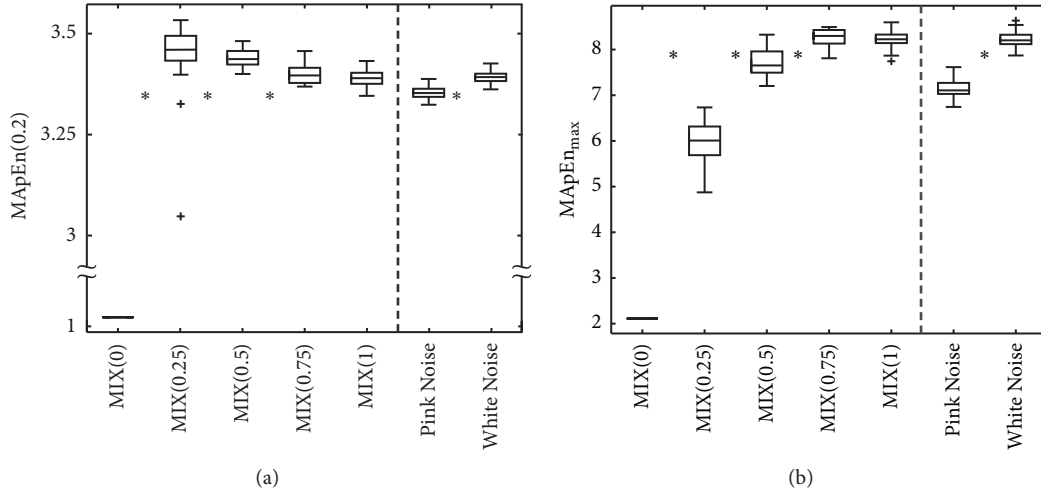 MApEn(0.2)
3.5
3.25
3
1
*
*
*
*
+
+
MIX(0)
MIX(0.25)
MIX(0.5)
MIX(0.75)
MIX(1)
Pink Noise
White Noise
(a)
MApEn_max
8
7
6
5
4
3
2
*
*
*
*
+
+
MIX(0)
MIX(0.25)
MIX(0.5)
MIX(0.75)
MIX(1)
Pink Noise
White Noise
(b)